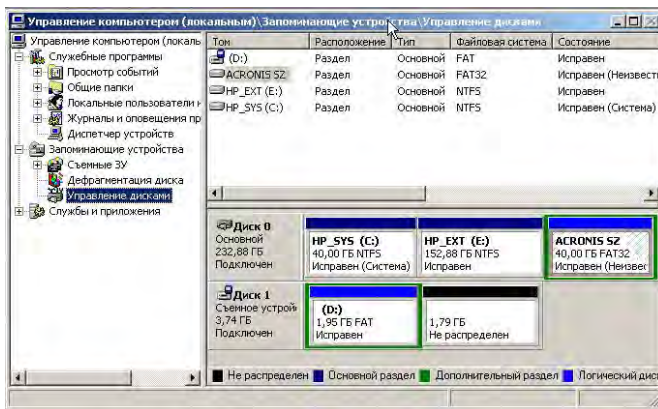 Управление компьютером (локальным)\Запоминающие устройства\Управление дисками
Управление компьютером (локаль
Служебные программы
Просмотр событий
Общие папки
Локальные пользователи и
Журналы и оповещения пр
Диспетчер устройств
Запоминающие устройства
Съемные ЗУ
Дефрагментация диска
Управление дисками
Службы и приложения
Том Расположение Тип Файловая система Состояние
(D:) Раздел Основной FAT Исправен
ACRONIS SZ Раздел Основной FAT32 Исправен (Неизвест
HP_EXT (E:) Раздел Основной NTFS Исправен
HP_SYS (C:) Раздел Основной NTFS Исправен (Система)
Диск 0
Основной
232,88 ГБ
Подключен
HP_SYS (C:)
40,00 ГБ NTFS
Исправен (Систена)
HP_EXT (E:)
152,88 ГБ NTFS
Исправен
ACRONIS SZ
40,00 ГБ FAT32
Исправен (Неизвес
Диск 1
Съемное устрой
3,74 ГБ
Подключен
(D:)
1,95 ГБ FAT
Исправен
1,79 ГБ
Не распределен
Не распределен Основной раздел Дополнительный раздел Логический дис